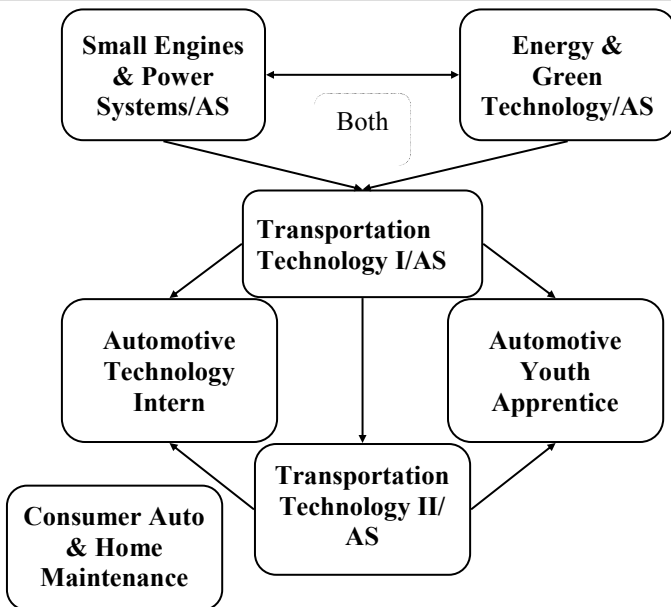 Small Engines
& Power
Systems/AS
Energy &
Green
Technology/AS
Both
Transportation
Technology I/AS
Automotive
Technology
Intern
Automotive
Youth
Apprentice
Transportation
Technology II/
AS
Consumer Auto
& Home
Maintenance